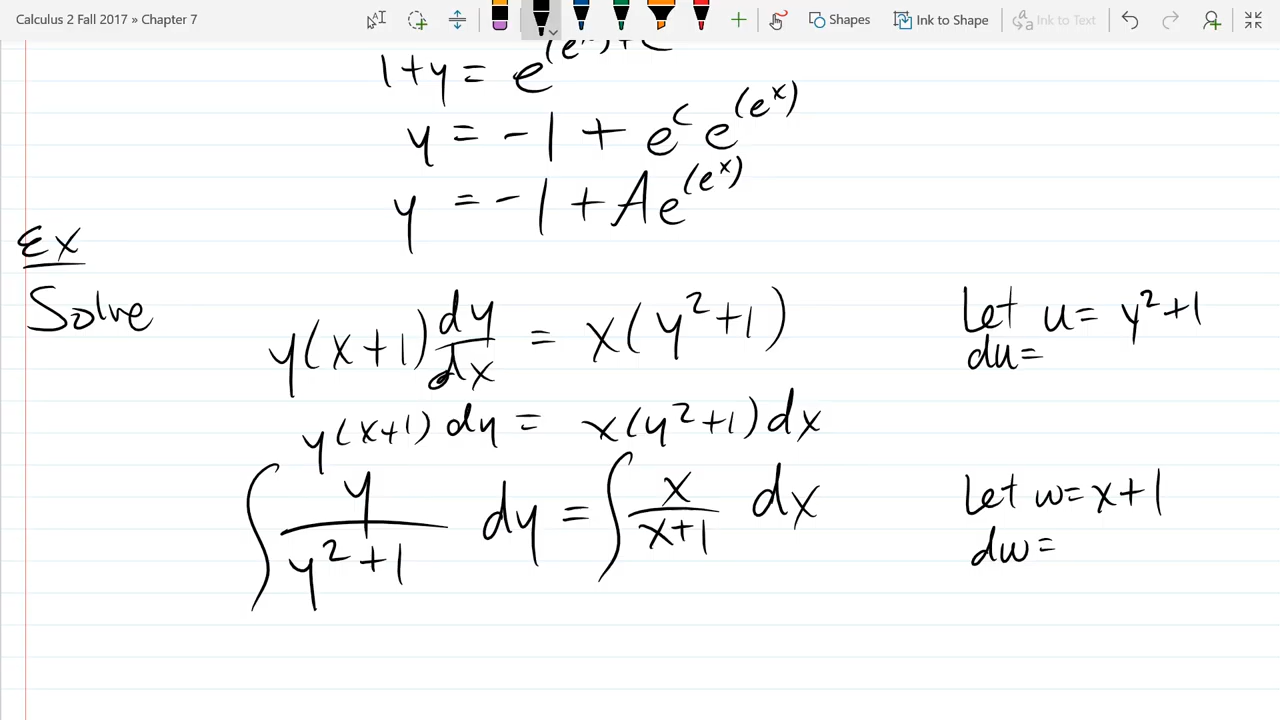 Calculus 2 Fall 2017 » Chapter 7 Shapes Ink to Shape Ink to Text
1+y = e^(e^x)+C
y = -1 + e^C e^(e^x)
y = -1 + Ae^(e^x)
Ex
Solve
y(x+1) dy/dx = x(y²+1)
Let u = y²+1
du =
y(x+1) dy = x(y²+1) dx
∫ y/(y²+1) dy = ∫ x/(x+1) dx
Let w = x+1
dw =